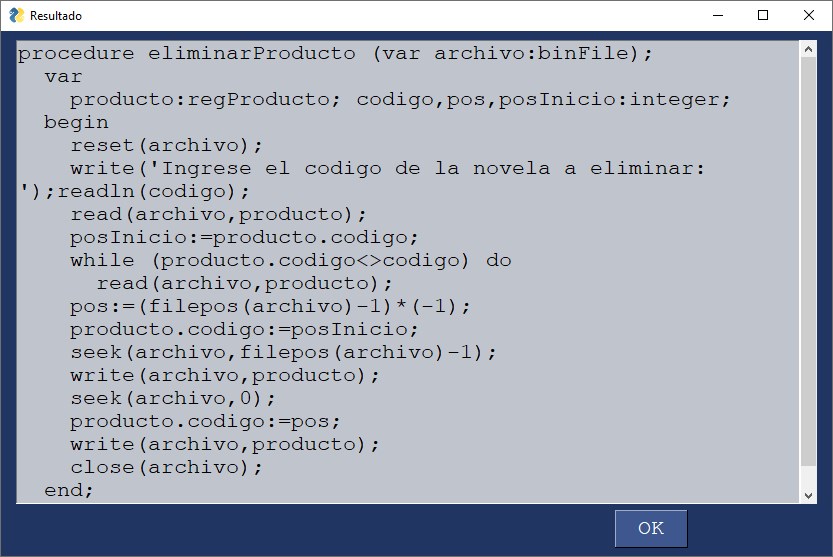 Resultado
procedure eliminarProducto (var archivo:binFile);
  var
    producto:regProducto; codigo,pos,posInicio:integer;
  begin
    reset(archivo);
    write('Ingrese el codigo de la novela a eliminar:
');readln(codigo);
    read(archivo,producto);
    posInicio:=producto.codigo;
    while (producto.codigo<>codigo) do
      read(archivo,producto);
    pos:=(filepos(archivo)-1)*(-1);
    producto.codigo:=posInicio;
    seek(archivo,filepos(archivo)-1);
    write(archivo,producto);
    seek(archivo,0);
    producto.codigo:=pos;
    write(archivo,producto);
    close(archivo);
  end;
OK